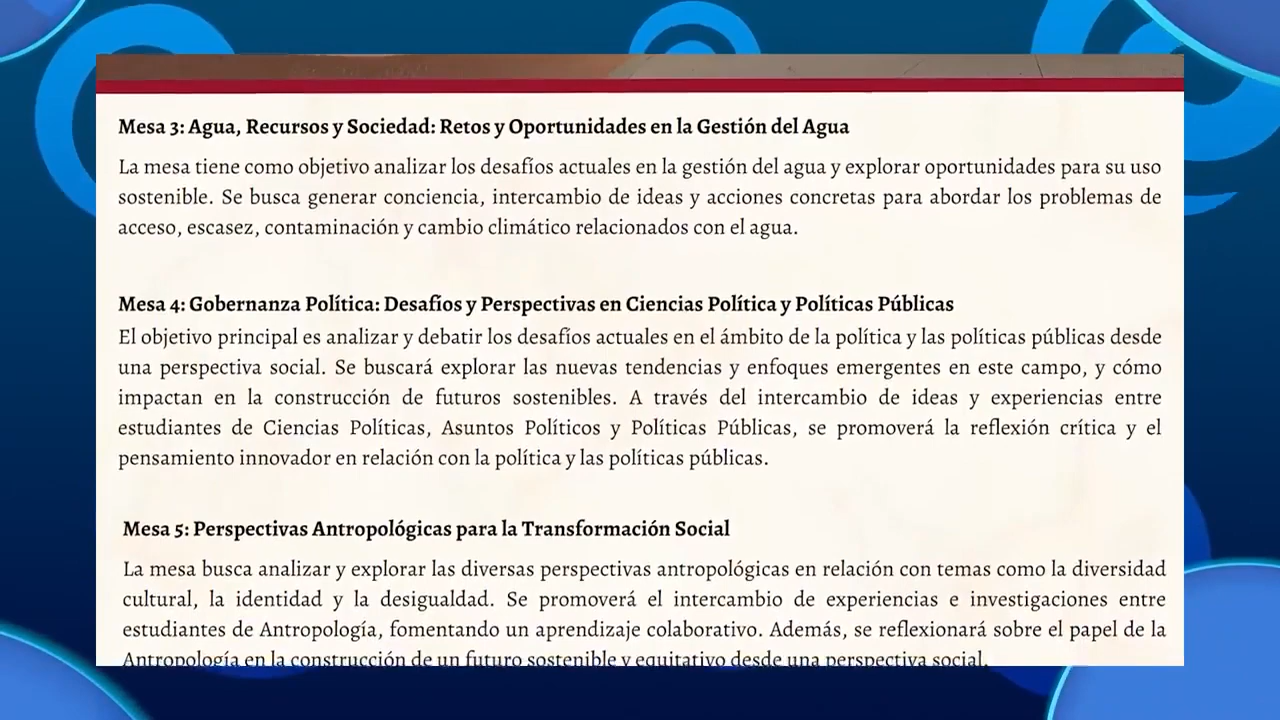 Mesa 3: Agua, Recursos y Sociedad: Retos y Oportunidades en la Gestión del Agua
La mesa tiene como objetivo analizar los desafíos actuales en la gestión del agua y explorar oportunidades para su uso
sostenible. Se busca generar conciencia, intercambio de ideas y acciones concretas para abordar los problemas de
acceso, escasez, contaminación y cambio climático relacionados con el agua.
Mesa 4: Gobernanza Política: Desafíos y Perspectivas en Ciencias Política y Políticas Públicas
El objetivo principal es analizar y debatir los desafíos actuales en el ámbito de la política y las políticas públicas desde
una perspectiva social. Se buscará explorar las nuevas tendencias y enfoques emergentes en este campo, y cómo
impactan en la construcción de futuros sostenibles. A través del intercambio de ideas y experiencias entre
estudiantes de Ciencias Políticas, Asuntos Políticos y Políticas Públicas, se promoverá la reflexión crítica y el
pensamiento innovador en relación con la política y las políticas públicas.
Mesa 5: Perspectivas Antropológicas para la Transformación Social
La mesa busca analizar y explorar las diversas perspectivas antropológicas en relación con temas como la diversidad
cultural, la identidad y la desigualdad. Se promoverá el intercambio de experiencias e investigaciones entre
estudiantes de Antropología, fomentando un aprendizaje colaborativo. Además, se reflexionará sobre el papel de la
Antropología en la construcción de un futuro sostenible y equitativo desde una perspectiva social.